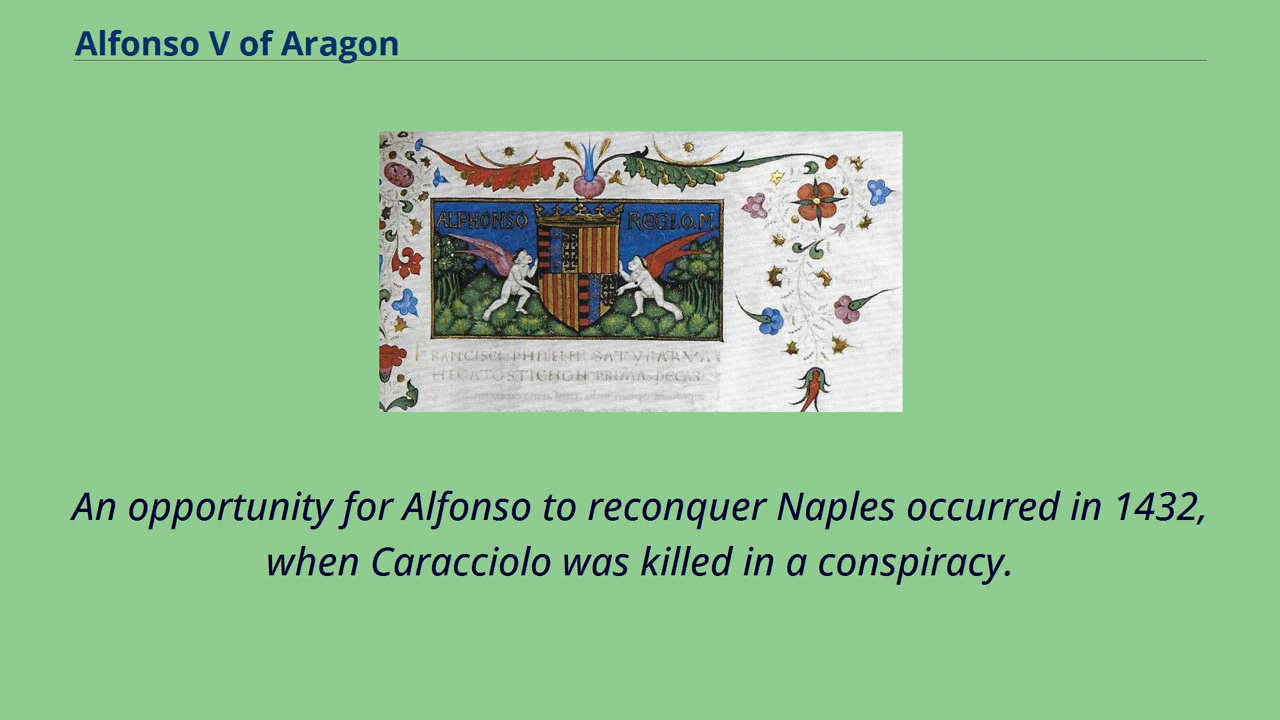 Alfonso V of Aragon
ALPHONSO REGI.O.M
FRANCISCI PHILELFI SATYRARVM
HECATOSTICHON PRIMA DECAS
An opportunity for Alfonso to reconquer Naples occurred in 1432,
when Caracciolo was killed in a conspiracy.